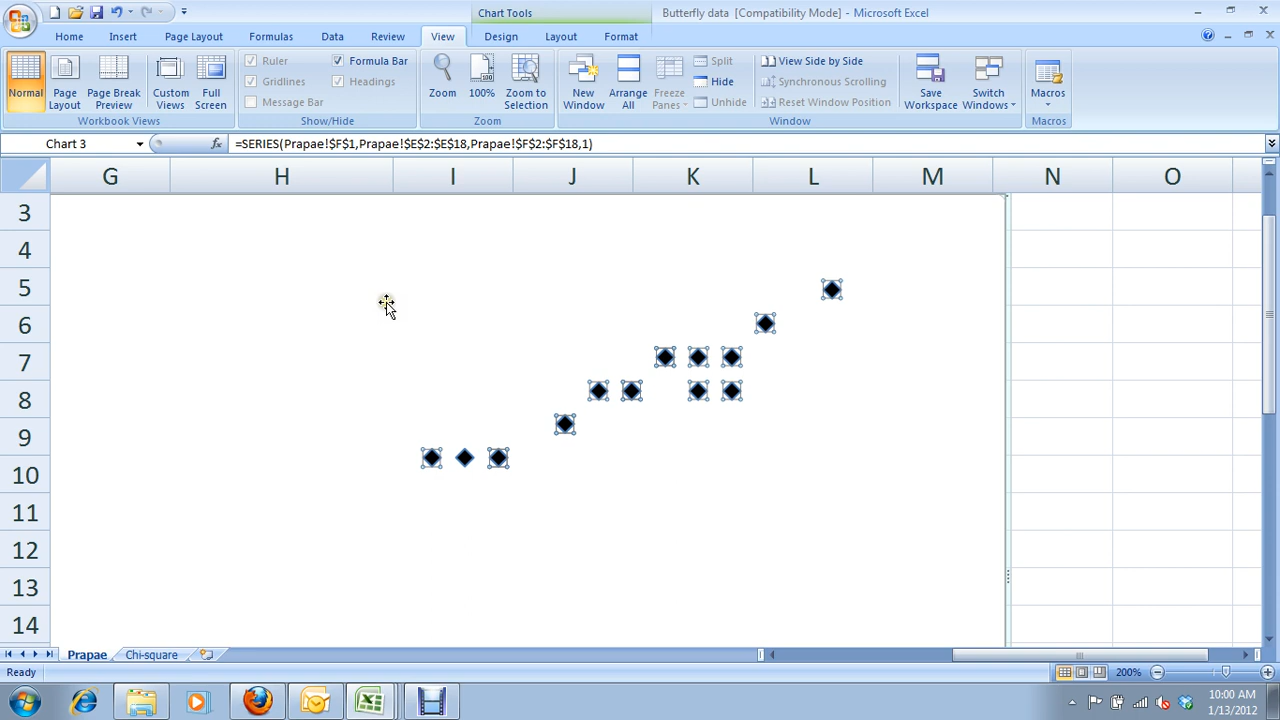 Chart Tools
Butterfly data [Compatibility Mode] - Microsoft Excel
Home Insert Page Layout Formulas Data Review View Design Layout Format
Normal
Page Layout
Page Break Preview
Custom Views
Full Screen
Workbook Views
Ruler
Formula Bar
Gridlines
Headings
Message Bar
Show/Hide
Zoom
100%
Zoom to Selection
Zoom
New Window
Arrange All
Freeze Panes
Split
Hide
Unhide
View Side by Side
Synchronous Scrolling
Reset Window Position
Window
Save Workspace
Switch Windows
Macros
Macros
Chart 3
fx
=SERIES(Prapae!$F$1,Prapae!$E$2:$E$18,Prapae!$F$2:$F$18,1)
G H I J K L M N O
3
4
5
6
7
8
9
10
11
12
13
14
Prapae Chi-square
Ready
200%
10:00 AM
1/13/2012